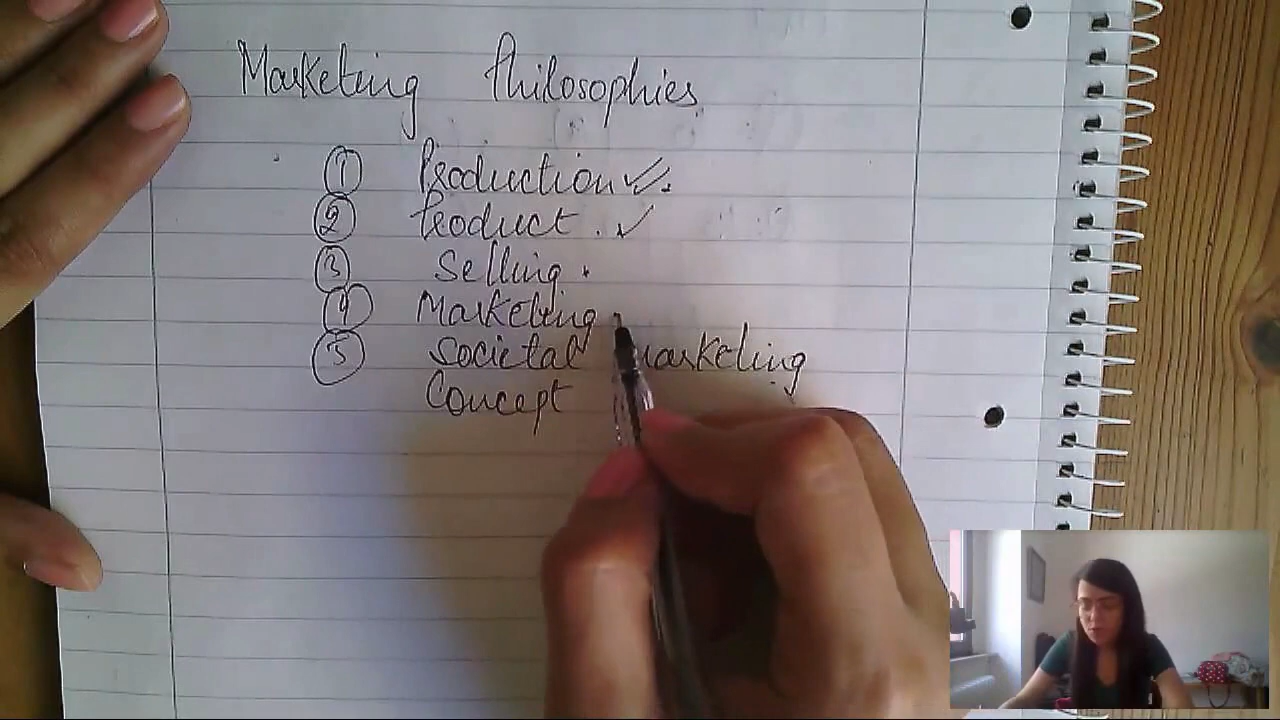 Marketing Philosophies
1 Production
2 Product
3 Selling
4 Marketing
5 Societal Marketing
Concept